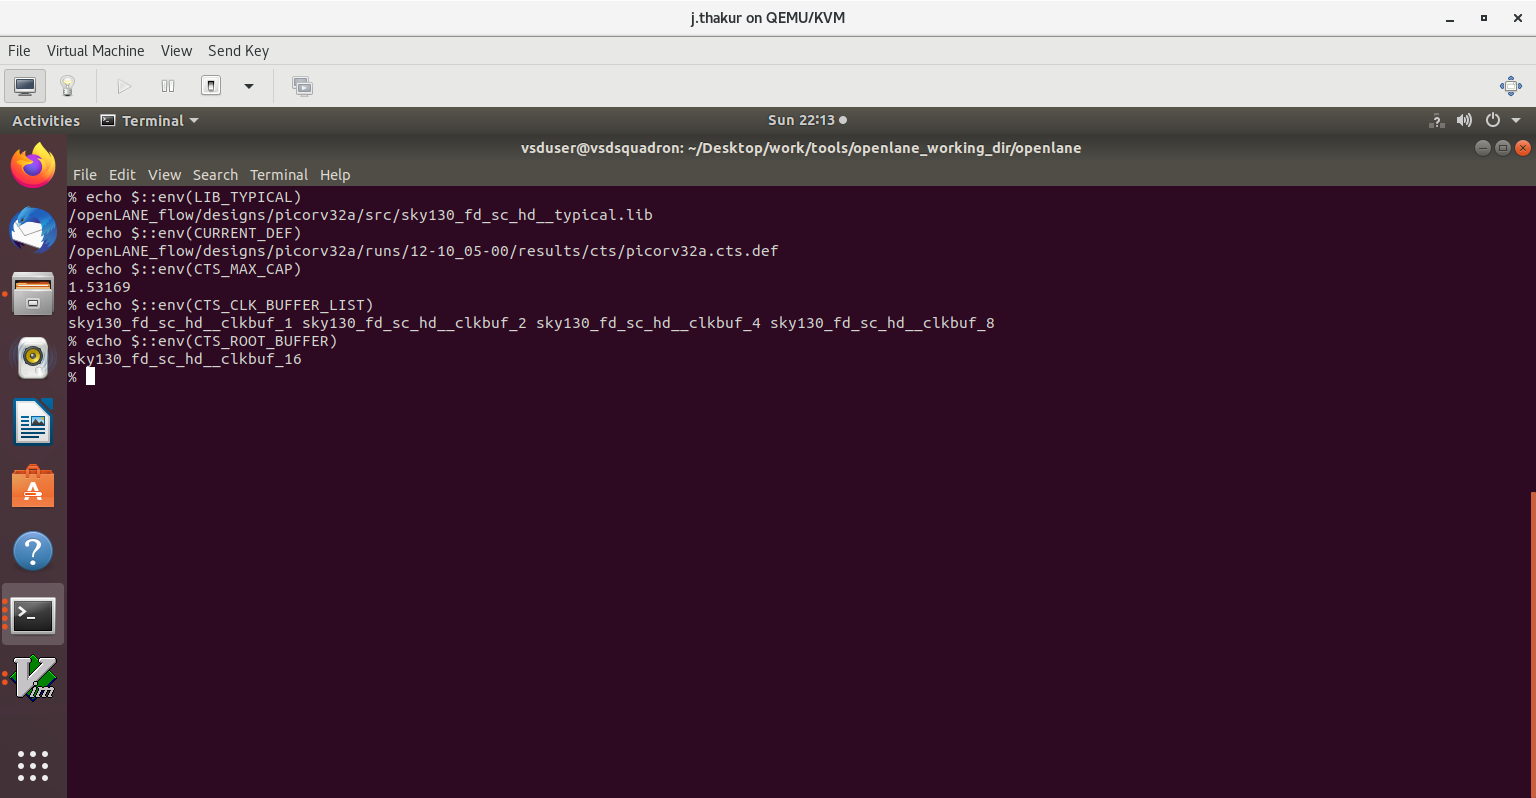 j.thakur on QEMU/KVM
File Virtual Machine View Send Key
Activities Terminal Sun 22:13
vsduser@vsdsquadron: ~/Desktop/work/tools/openlane_working_dir/openlane
File Edit View Search Terminal Help
% echo $::env(LIB_TYPICAL)
/openLANE_flow/designs/picorv32a/src/sky130_fd_sc_hd__typical.lib
% echo $::env(CURRENT_DEF)
/openLANE_flow/designs/picorv32a/runs/12-10_05-00/results/cts/picorv32a.cts.def
% echo $::env(CTS_MAX_CAP)
1.53169
% echo $::env(CTS_CLK_BUFFER_LIST)
sky130_fd_sc_hd__clkbuf_1 sky130_fd_sc_hd__clkbuf_2 sky130_fd_sc_hd__clkbuf_4 sky130_fd_sc_hd__clkbuf_8
% echo $::env(CTS_ROOT_BUFFER)
sky130_fd_sc_hd__clkbuf_16
%